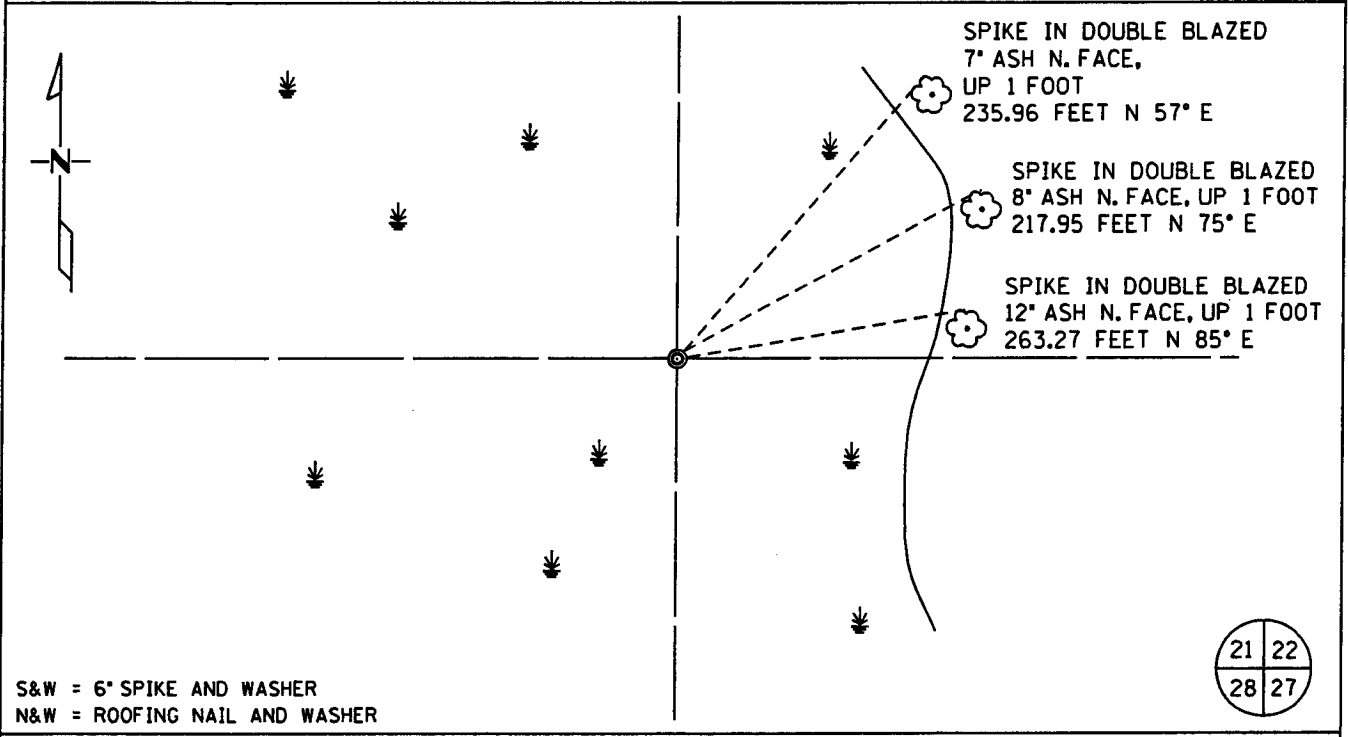 SPIKE IN DOUBLE BLAZED
7" ASH N. FACE,
UP 1 FOOT
235.96 FEET N 57° E
N
SPIKE IN DOUBLE BLAZED
8" ASH N. FACE, UP 1 FOOT
217.95 FEET N 75° E
SPIKE IN DOUBLE BLAZED
12" ASH N. FACE, UP 1 FOOT
263.27 FEET N 85° E
21 22
28 27
S&W = 6" SPIKE AND WASHER
N&W = ROOFING NAIL AND WASHER